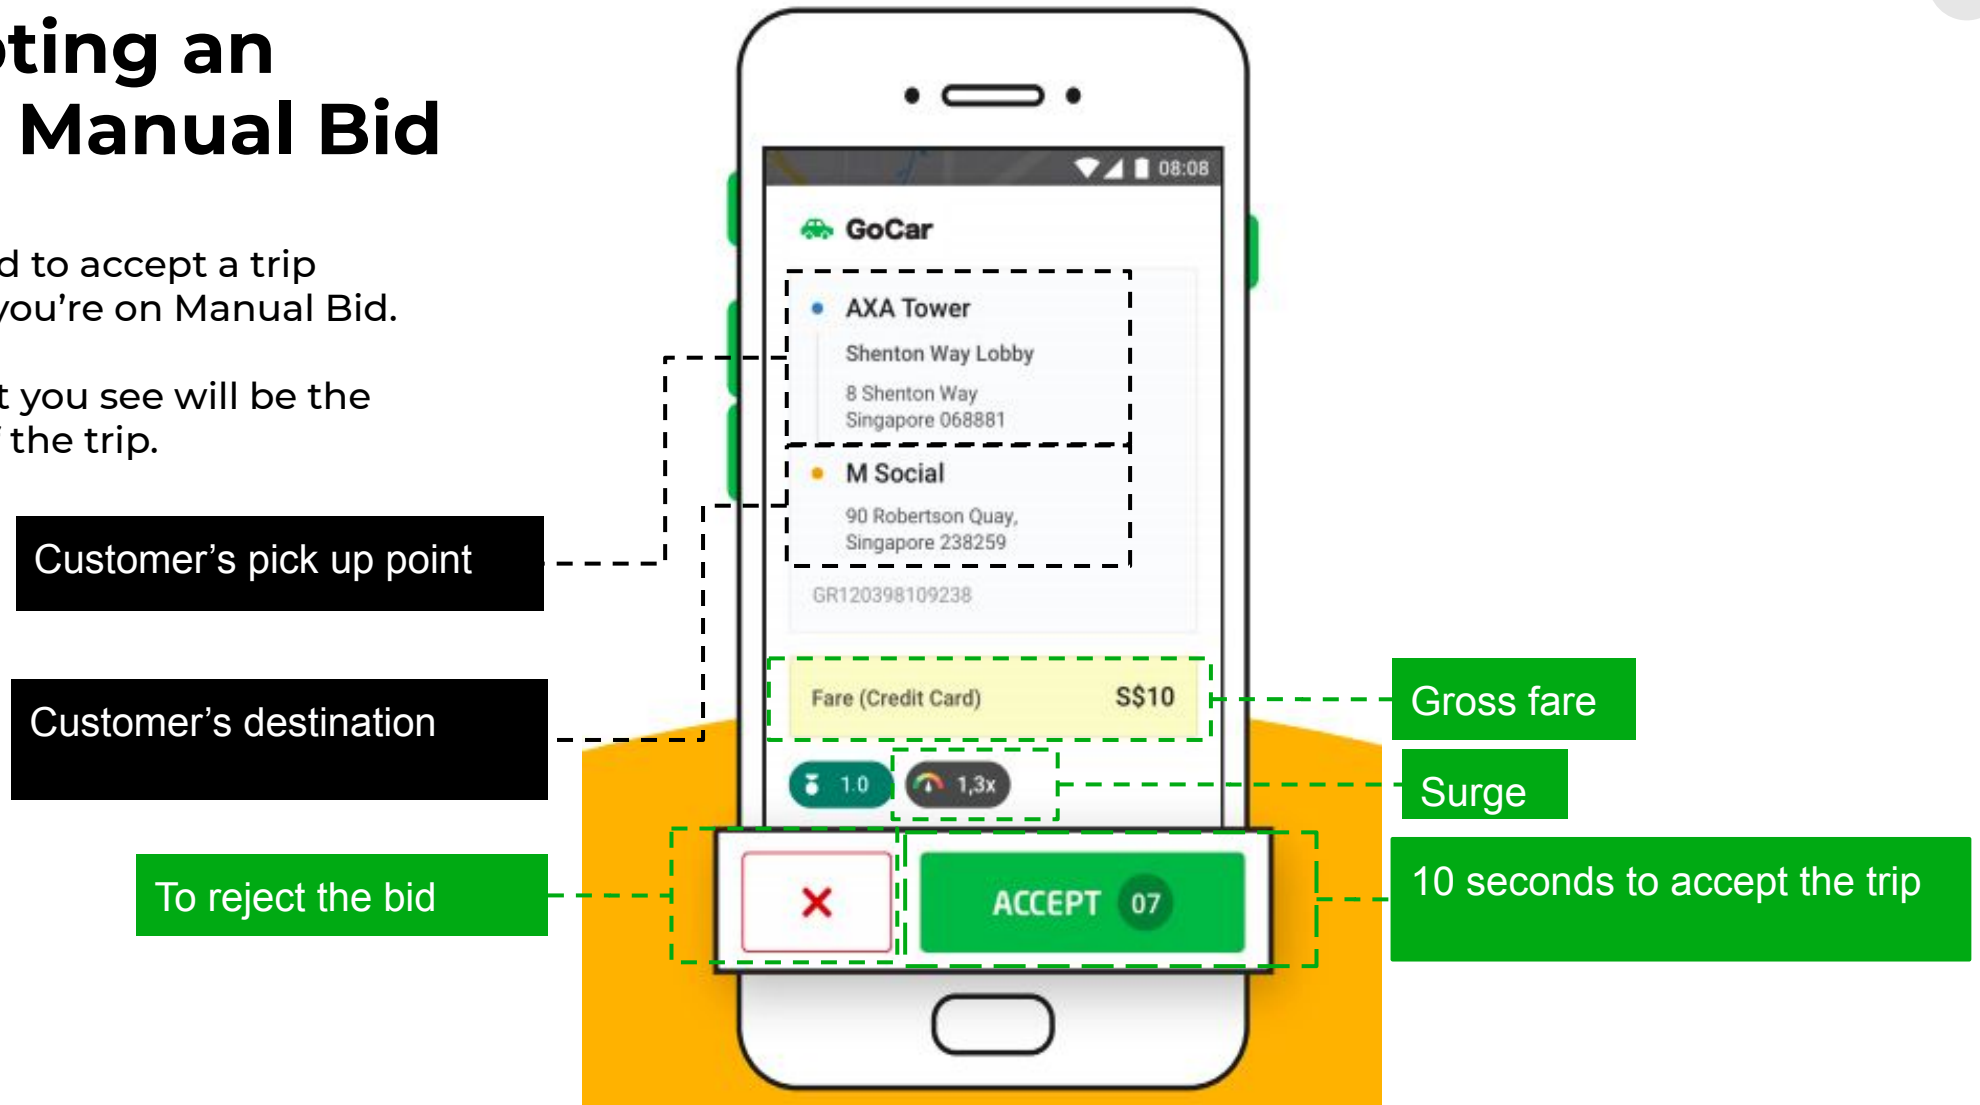 pting an
Manual Bid
d to accept a trip
you're on Manual Bid.
t you see will be the
f the trip.
08:08
GoCar
AXA Tower
Shenton Way Lobby
8 Shenton Way
Singapore 068881
M Social
90 Robertson Quay,
Singapore 238259
GR120398109238
Customer's pick up point
Customer's destination
Fare (Credit Card) S$10
Gross fare
1.0 1,3x
Surge
To reject the bid
ACCEPT 07
10 seconds to accept the trip